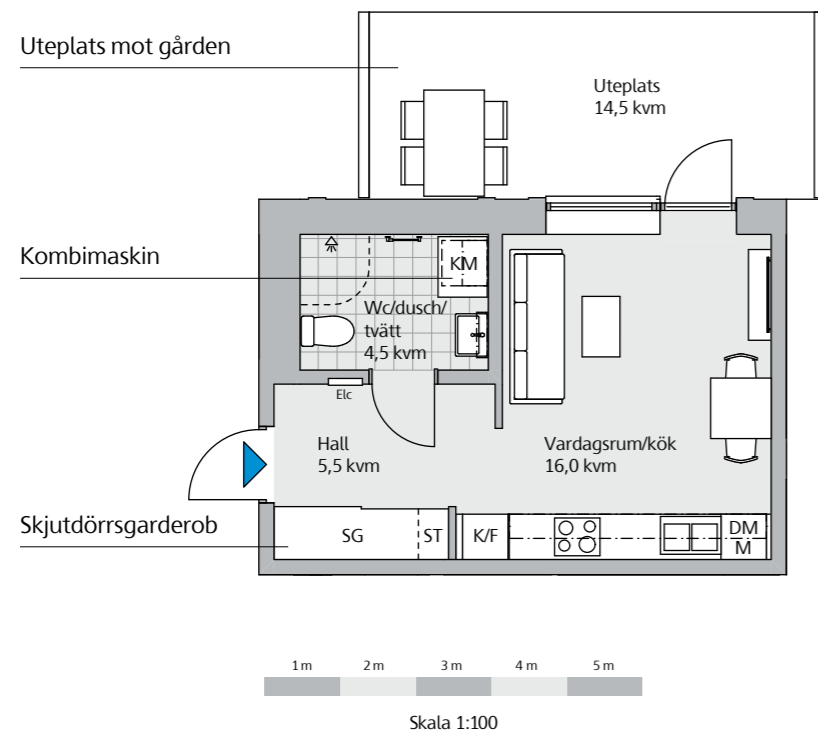 Uteplats mot gården
Uteplats
14,5 kvm
Kombimaskin
KM
Wc/dusch/
tvätt
4,5 kvm
Elc
Hall
5,5 kvm
Vardagsrum/kök
16,0 kvm
Skjutdörrsgarderob
SG
ST
K/F
DM
M
1 m
2 m
3 m
4 m
5 m
Skala 1:100